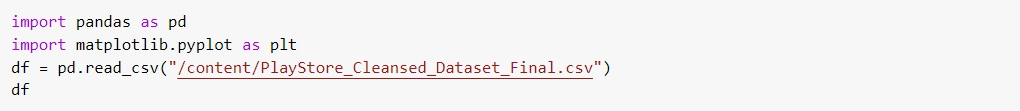 import pandas as pd
import matplotlib.pyplot as plt
df = pd.read_csv("/content/PlayStore_Cleansed_Dataset_Final.csv")
df